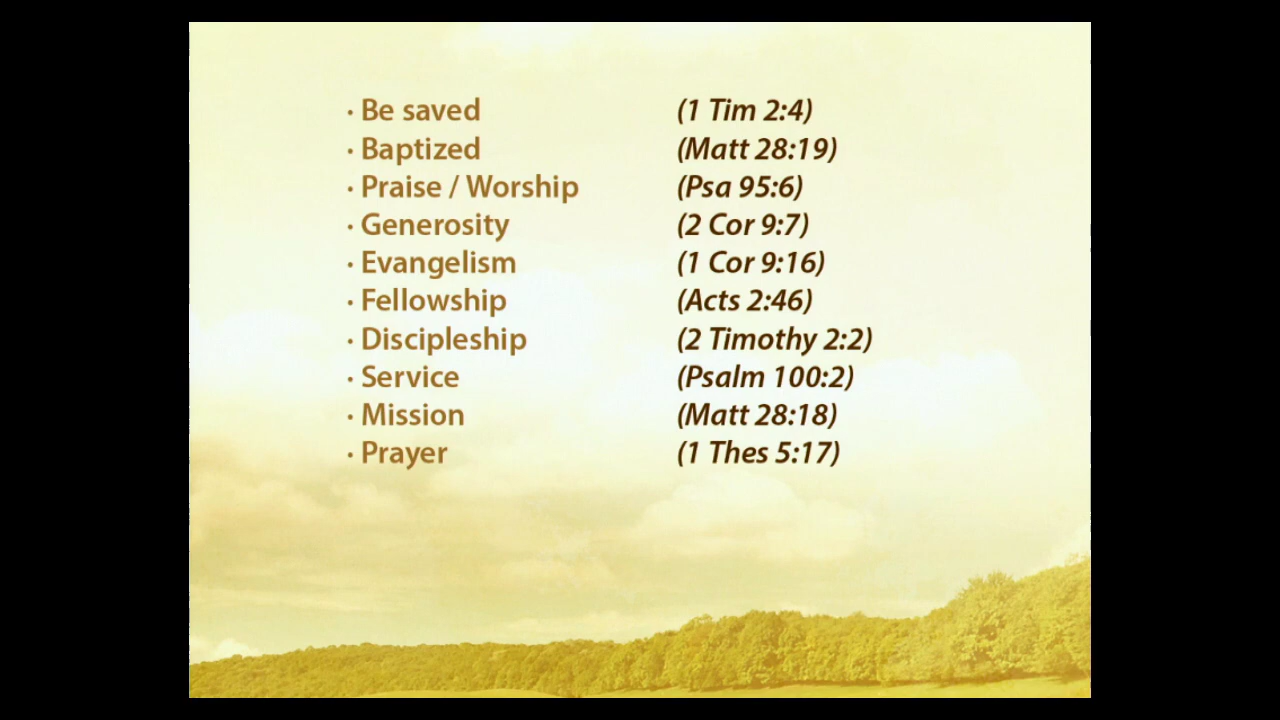 · Be saved (1 Tim 2:4)
· Baptized (Matt 28:19)
· Praise / Worship (Psa 95:6)
· Generosity (2 Cor 9:7)
· Evangelism (1 Cor 9:16)
· Fellowship (Acts 2:46)
· Discipleship (2 Timothy 2:2)
· Service (Psalm 100:2)
· Mission (Matt 28:18)
· Prayer (1 Thes 5:17)